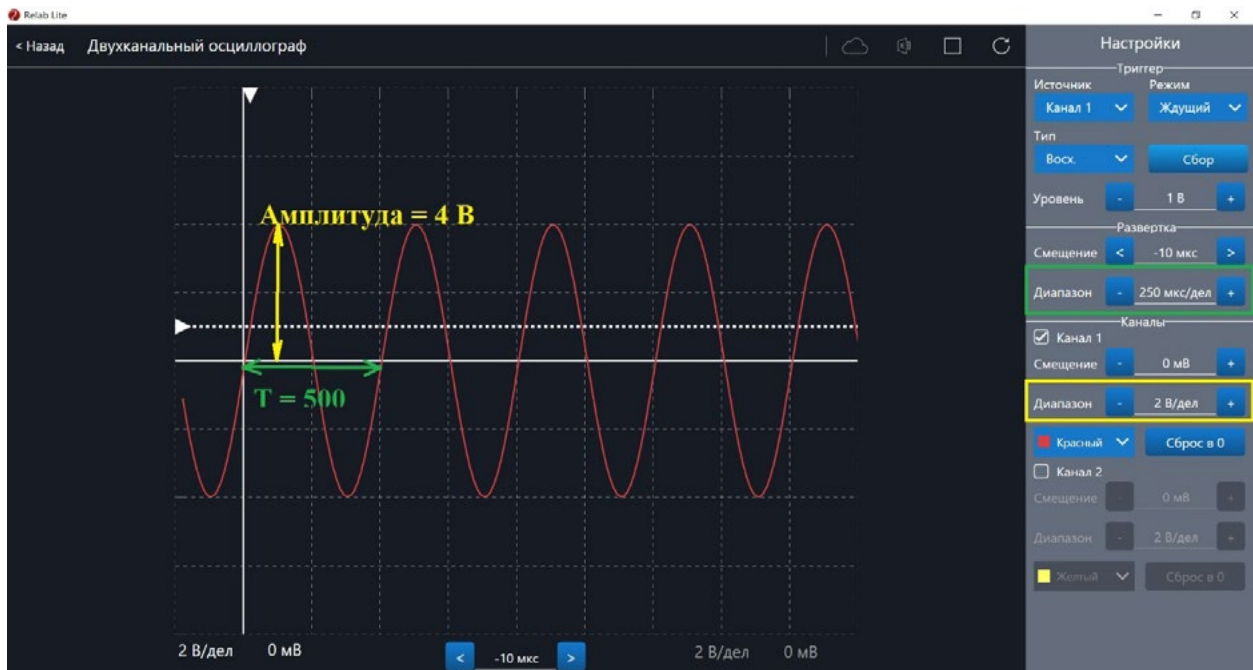 Relab Lite
< Назад
Двухканальный осциллограф
Настройки
Триггер
Источник Режим
Канал 1 Ждущий
Тип
Восх. Сбор
Уровень - 1 В +
Развертка
Смещение < -10 мкс >
Диапазон - 250 мкс/дел +
Каналы
Канал 1
Смещение - 0 мВ +
Диапазон - 2 В/дел +
Красный Сброс в 0
Канал 2
Смещение - 0 мВ +
Диапазон - 2 В/дел +
Желтый Сброс в 0
Амплитуда = 4 В
T = 500
2 В/дел 0 мВ
< -10 мкс >
2 В/дел 0 мВ